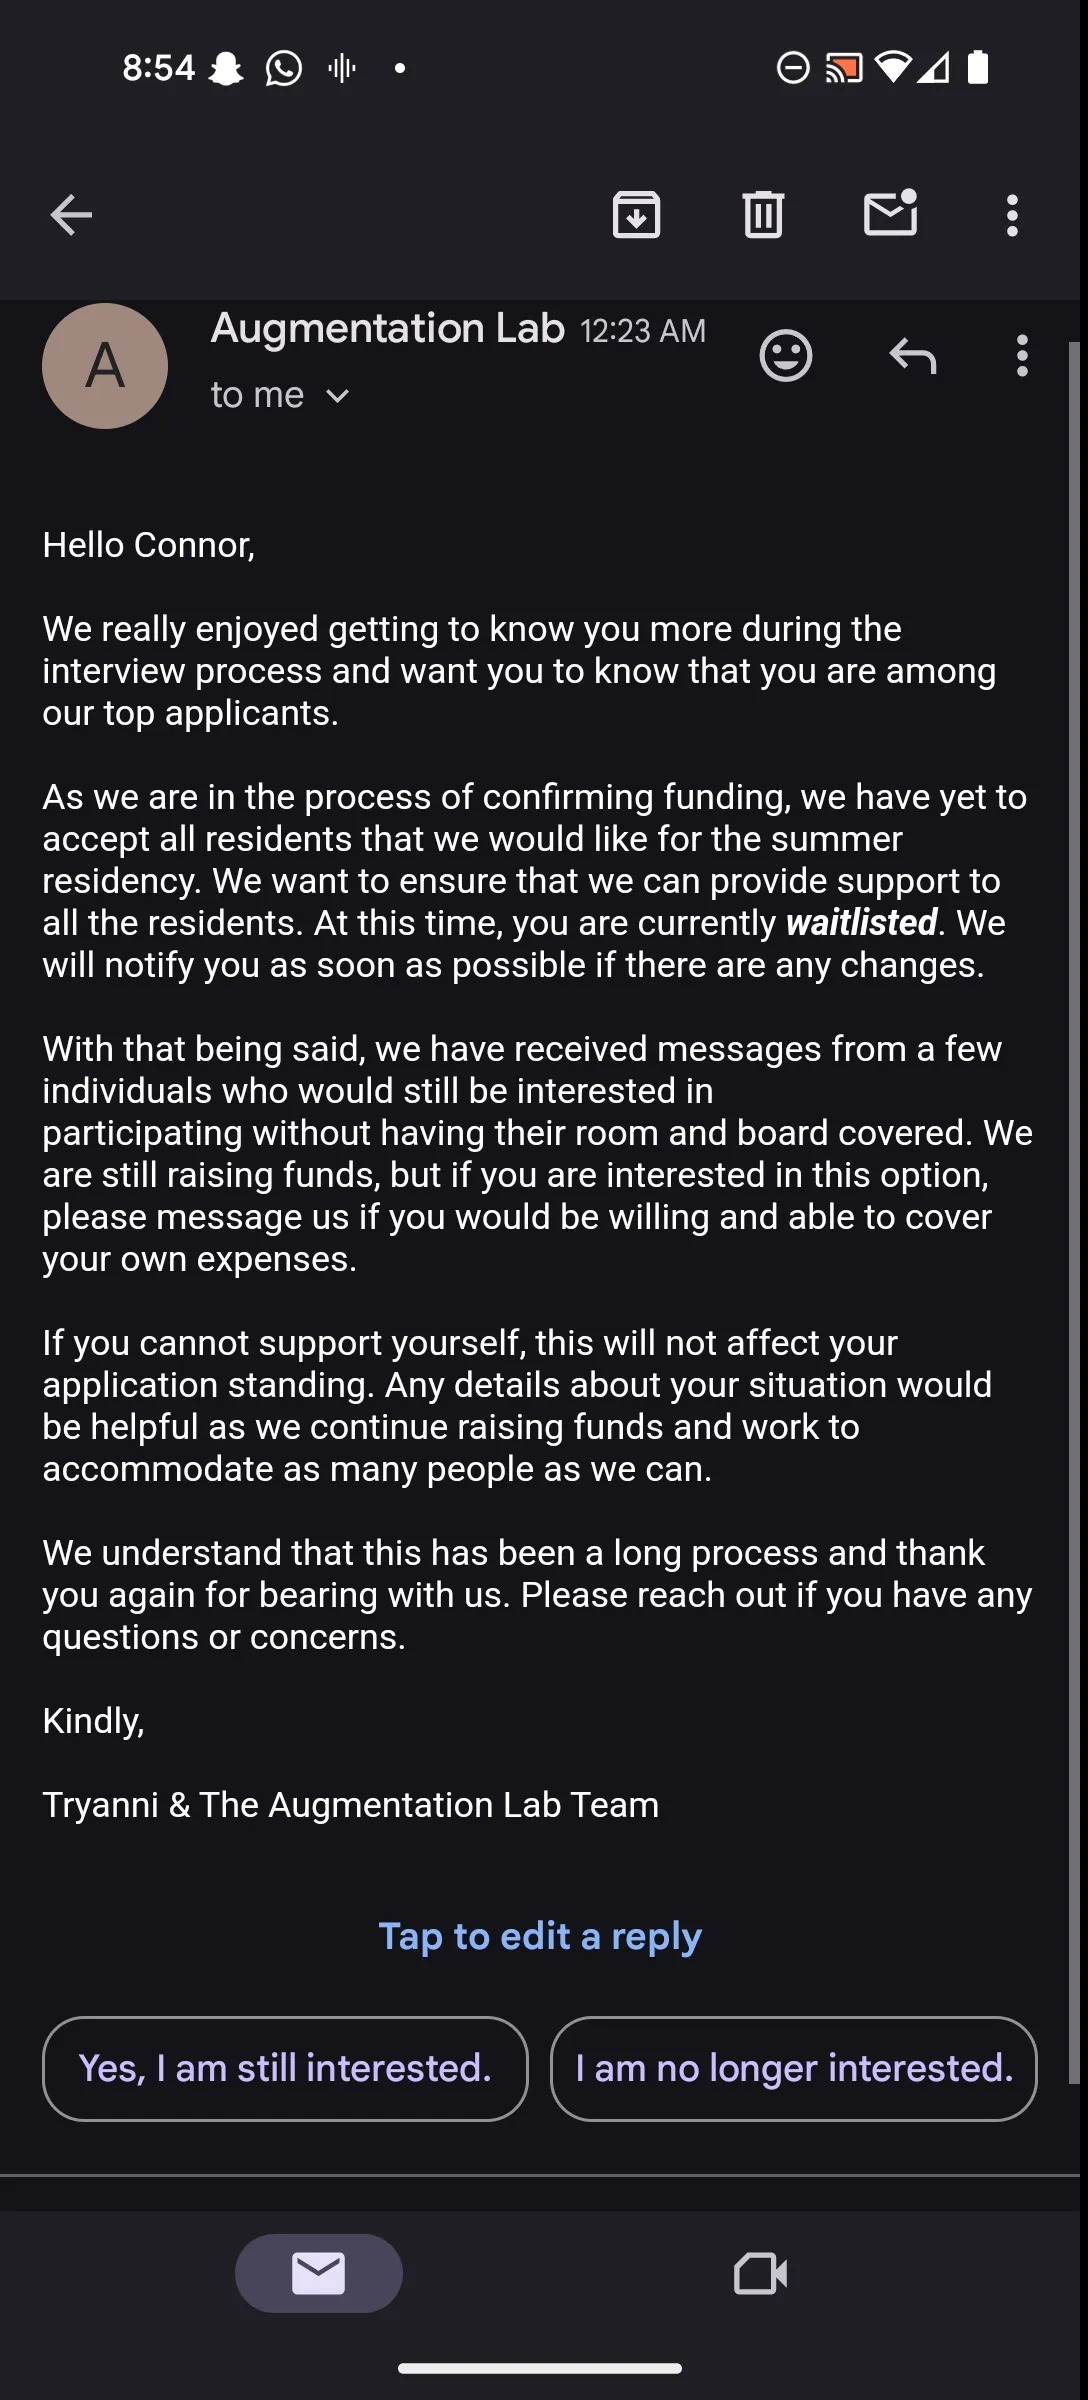 8:54
A
Augmentation Lab 12:23 AM
to me
Hello Connor,
We really enjoyed getting to know you more during the
interview process and want you to know that you are among
our top applicants.
As we are in the process of confirming funding, we have yet to
accept all residents that we would like for the summer
residency. We want to ensure that we can provide support to
all the residents. At this time, you are currently waitlisted. We
will notify you as soon as possible if there are any changes.
With that being said, we have received messages from a few
individuals who would still be interested in
participating without having their room and board covered. We
are still raising funds, but if you are interested in this option,
please message us if you would be willing and able to cover
your own expenses.
If you cannot support yourself, this will not affect your
application standing. Any details about your situation would
be helpful as we continue raising funds and work to
accommodate as many people as we can.
We understand that this has been a long process and thank
you again for bearing with us. Please reach out if you have any
questions or concerns.
Kindly,
Tryanni & The Augmentation Lab Team
Tap to edit a reply
Yes, I am still interested. I am no longer interested.